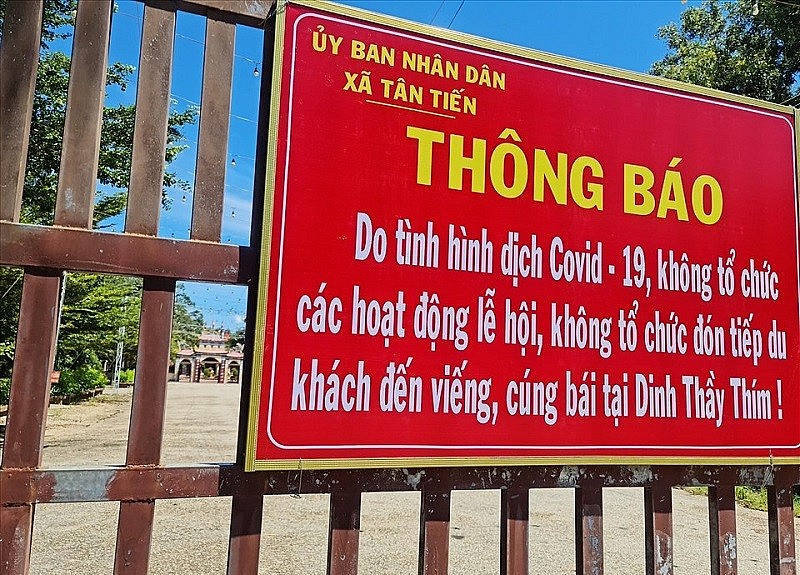 ỦY BAN NHÂN DÂN
XÃ TÂN TIẾN
THÔNG BÁO
Do tình hình dịch Covid - 19, không tổ chức
các hoạt động lễ hội, không tổ chức đón tiếp du
khách đến viếng, cúng bái tại Dinh Thầy Thím !